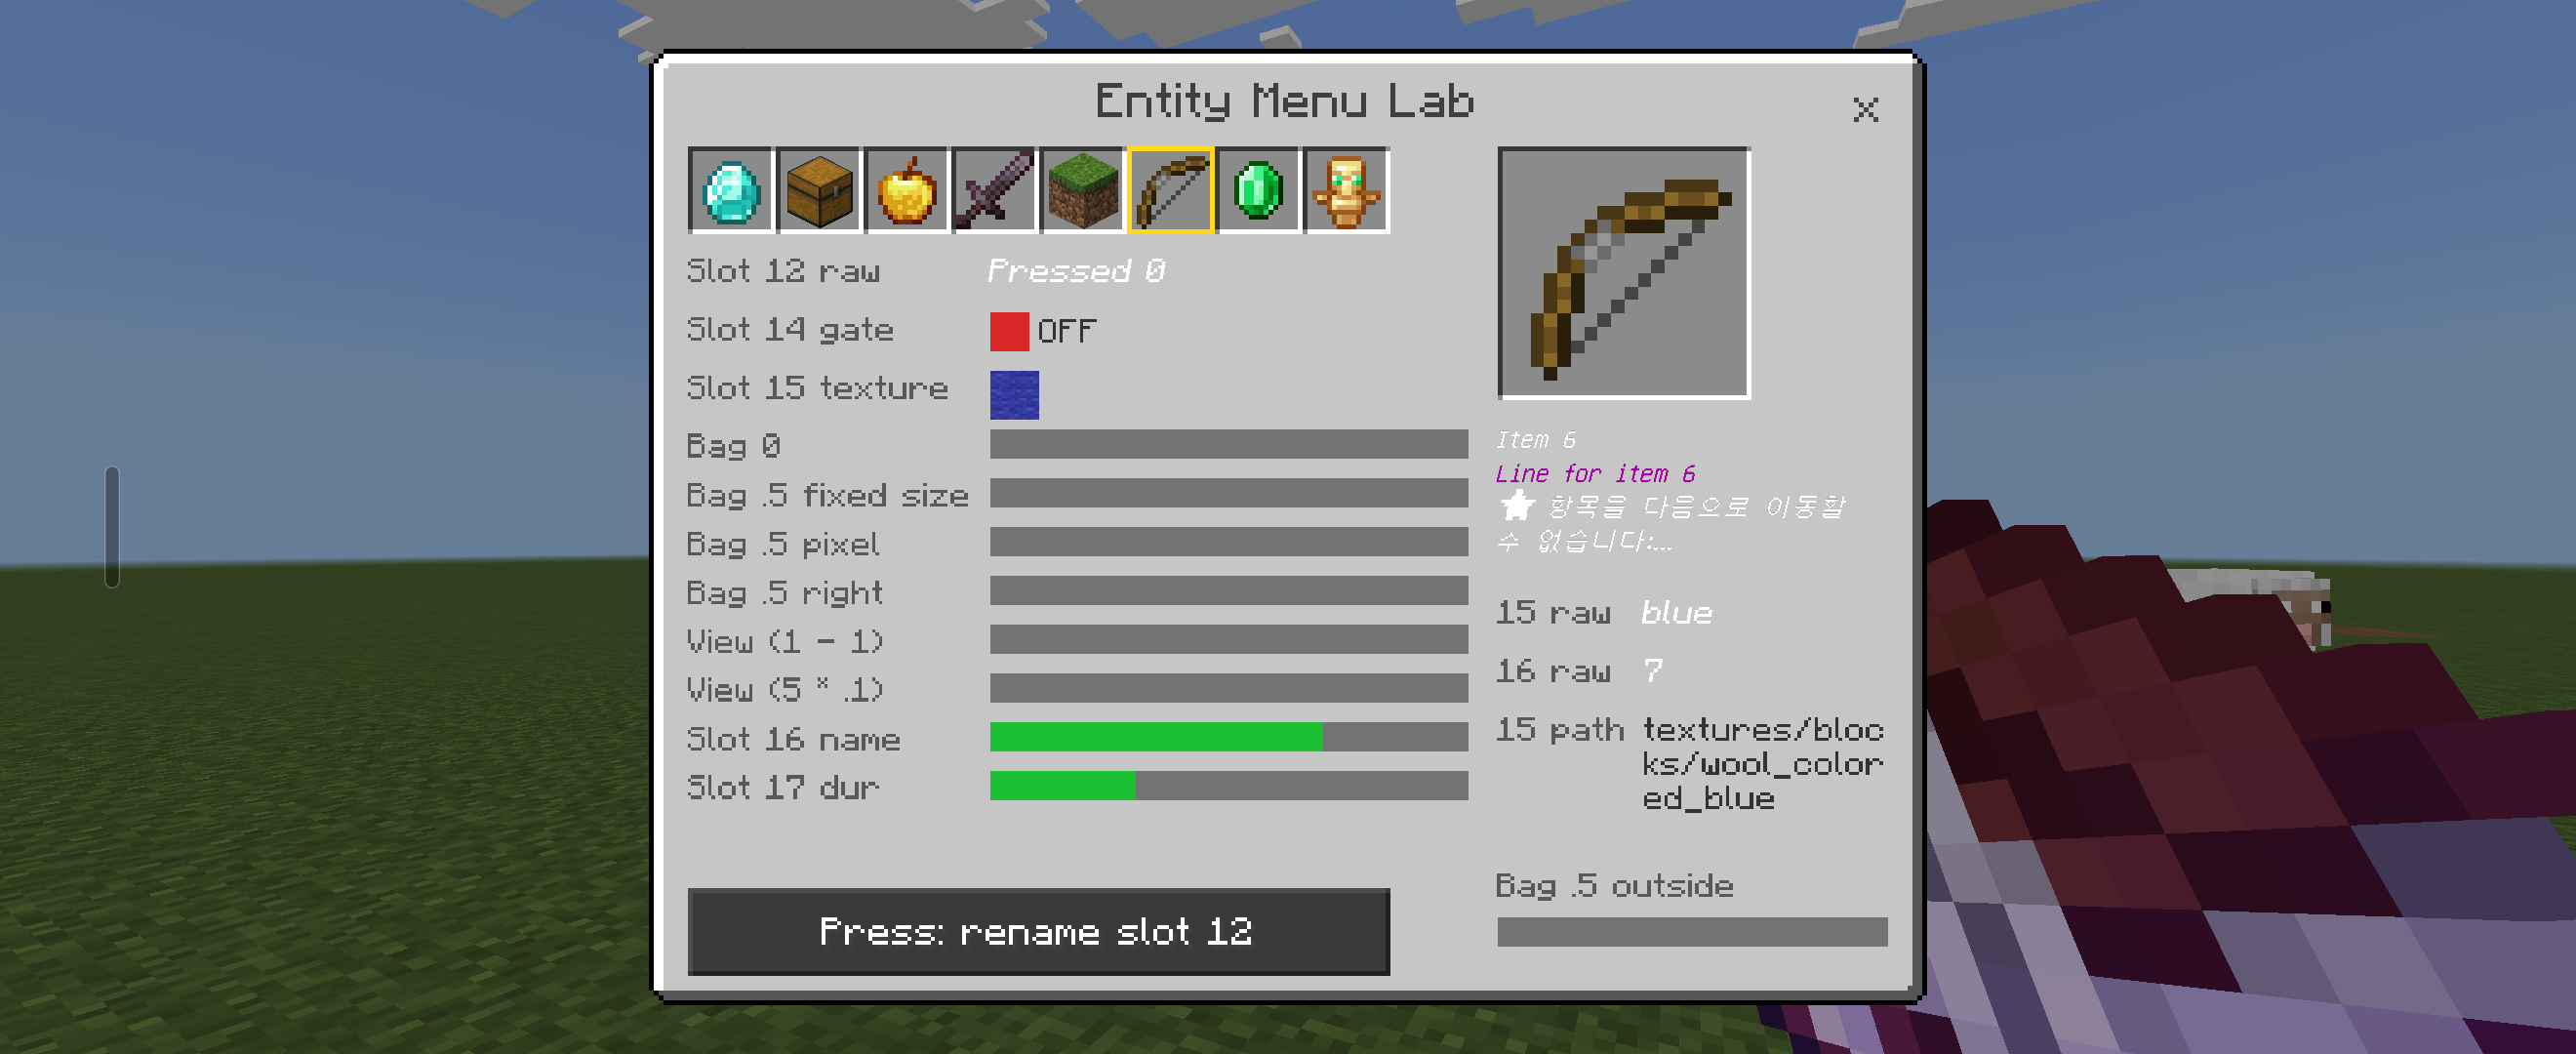 Entity Menu Lab
Slot 12 raw Pressed 0
Slot 14 gate OFF
Slot 15 texture
Bag 0
Bag .5 fixed size
Bag .5 pixel
Bag .5 right
View (1 - 1)
View (5 * .1)
Slot 16 name
Slot 17 dur
Press: rename slot 12
Item 6
Line for item 6
항목을 다음으로 이동할
수 없습니다:...
15 raw blue
16 raw 7
15 path textures/bloc
ks/wool_color
ed_blue
Bag .5 outside